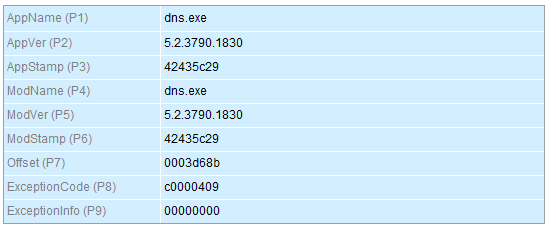 AppName (P1) dns.exe
AppVer (P2) 5.2.3790.1830
AppStamp (P3) 42435c29
ModName (P4) dns.exe
ModVer (P5) 5.2.3790.1830
ModStamp (P6) 42435c29
Offset (P7) 0003d68b
ExceptionCode (P8) c0000409
ExceptionInfo (P9) 00000000